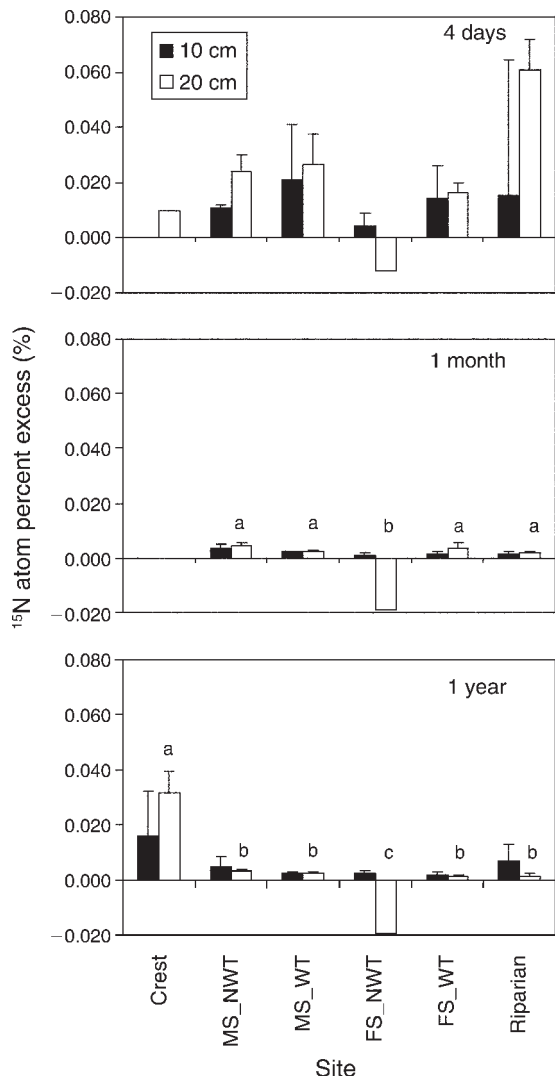 0.080
4 days
10 cm
20 cm
0.060
0.040
0.020
0.000
−0.020
0.080
1 month
0.060
0.040
0.020
a a b a a
0.000
−0.020
0.080
1 year
0.060
a
0.040
0.020
b b c b b
0.000
−0.020
¹⁵N atom percent excess (%)
Crest
MS_NWT
MS_WT
FS_NWT
FS_WT
Riparian
Site